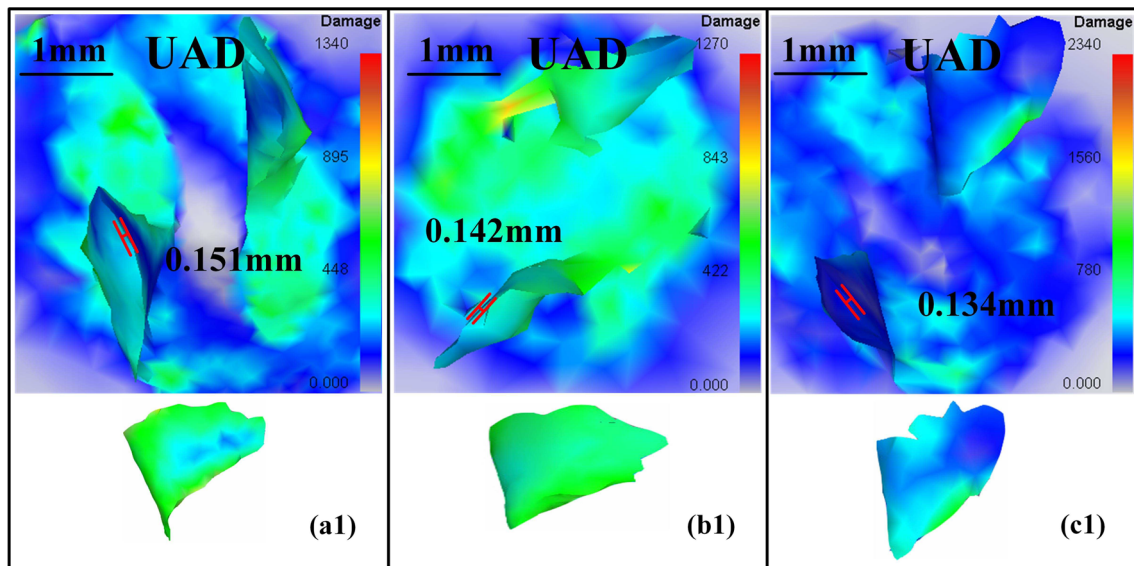 Damage
1mm
UAD
1340
895
0.151mm
448
0.000
(a1)
Damage
1mm
UAD
1270
843
0.142mm
422
0.000
(b1)
Damage
1mm
UAD
2340
1560
780
0.134mm
0.000
(c1)